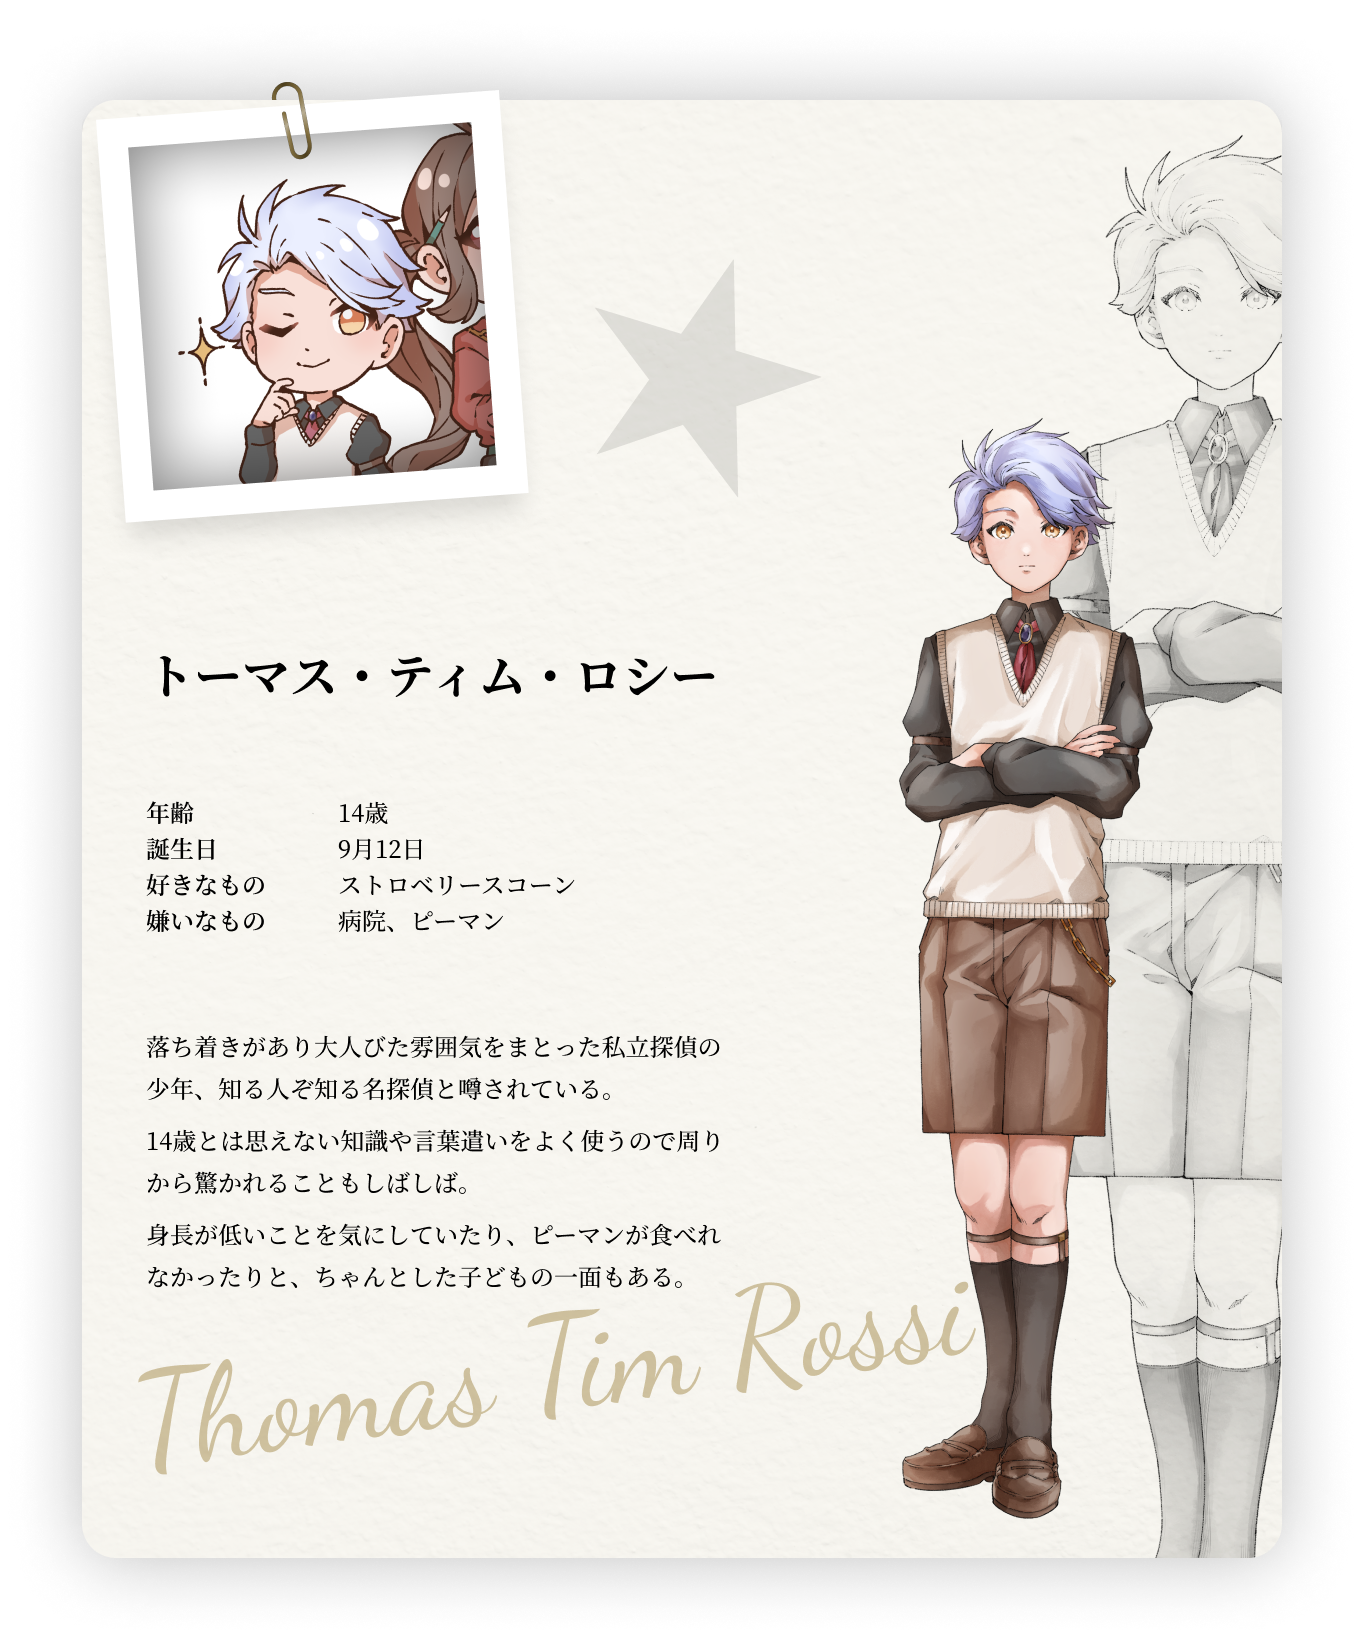 トーマス・ティム・ロシー
年齢 14歳
誕生日 9月12日
好きなもの ストロベリースコーン
嫌いなもの 病院、ピーマン
落ち着きがあり大人びた雰囲気をまとった私立探偵の
少年、知る人ぞ知る名探偵と噂されている。
14歳とは思えない知識や言葉遣いをよく使うので周り
から驚かれることもしばしば。
身長が低いことを気にしていたり、ピーマンが食べれ
なかったりと、ちゃんとした子どもの一面もある。
Thomas Tim Rossi